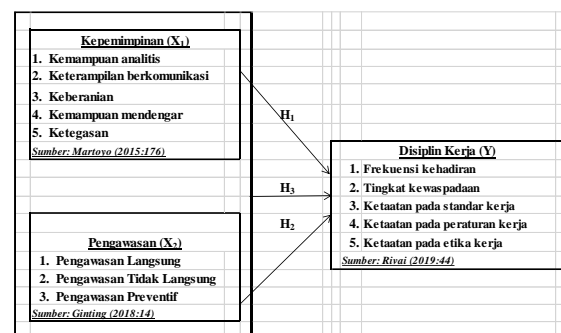 Kepemimpinan (X1)
1. Kemampuan analitis
2. Keterampilan berkomunikasi
3. Keberanian
4. Kemampuan mendengar
5. Ketegasan
Sumber: Martoyo (2015:176)
H1
H3
H2
Disiplin Kerja (Y)
1. Frekuensi kehadiran
2. Tingkat kewaspadaan
3. Ketaatan pada standar kerja
4. Ketaatan pada peraturan kerja
5. Ketaatan pada etika kerja
Sumber: Rivai (2019:44)
Pengawasan (X2)
1. Pengawasan Langsung
2. Pengawasan Tidak Langsung
3. Pengawasan Preventif
Sumber: Ginting (2018:14)